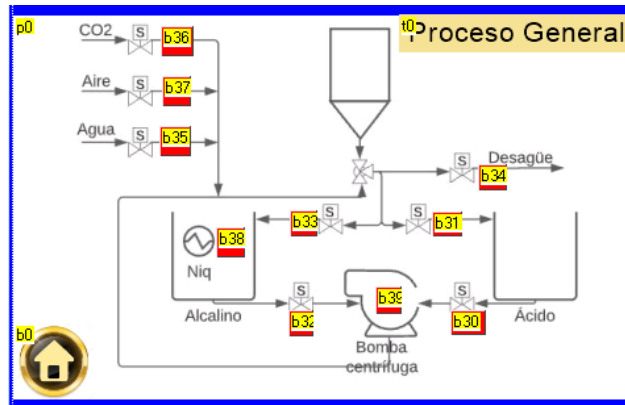 p0
CO2
S
b36
t0
Proceso General
Aire
S
b37
Agua
S
b35
S
Desagüe
b34
S
b33
S
b31
b38
Niq
S
b32
b39
S
b30
Alcalino
Ácido
b0
Bomba
centrífuga